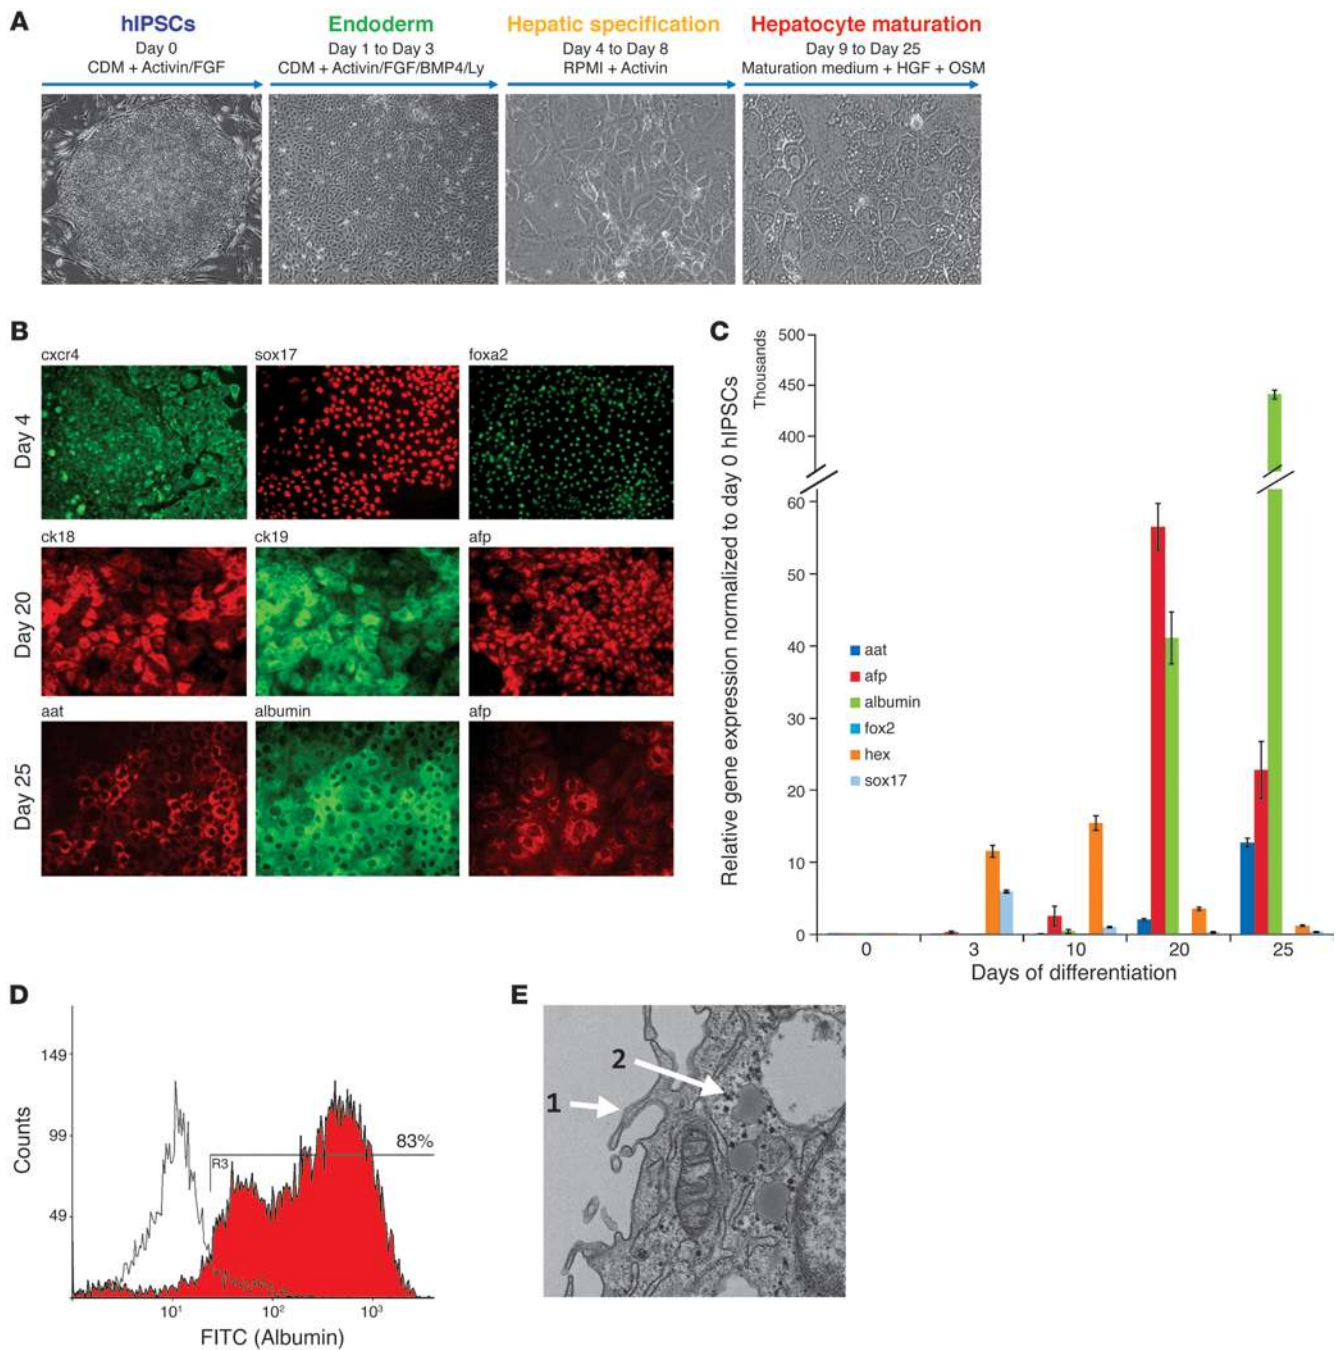 A
hIPSCs
Day 0
CDM + Activin/FGF
Endoderm
Day 1 to Day 3
CDM + Activin/FGF/BMP4/Ly
Hepatic specification
Day 4 to Day 8
RPMI + Activin
Hepatocyte maturation
Day 9 to Day 25
Maturation medium + HGF + OSM
B
cxcr4
sox17
foxa2
Day 4
ck18
ck19
afp
Day 20
aat
albumin
afp
Day 25
C
Relative gene expression normalized to day 0 hIPSCs
Thousands
500
450
400
60
50
40
30
20
10
0
aat
afp
albumin
fox2
hex
sox17
0
3
10
20
25
Days of differentiation
D
Counts
149
99
49
R3
83%
10¹
10²
10³
FITC (Albumin)
E
2
1